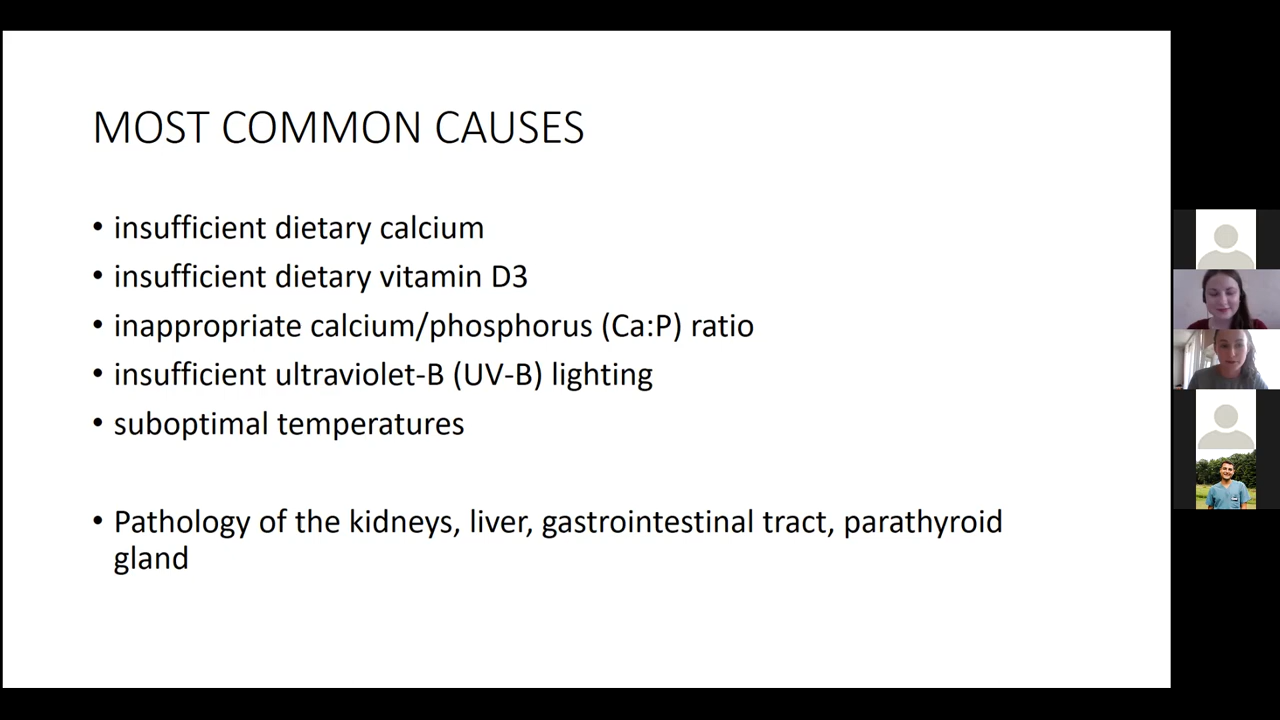 MOST COMMON CAUSES
• insufficient dietary calcium
• insufficient dietary vitamin D3
• inappropriate calcium/phosphorus (Ca:P) ratio
• insufficient ultraviolet-B (UV-B) lighting
• suboptimal temperatures
• Pathology of the kidneys, liver, gastrointestinal tract, parathyroid
gland